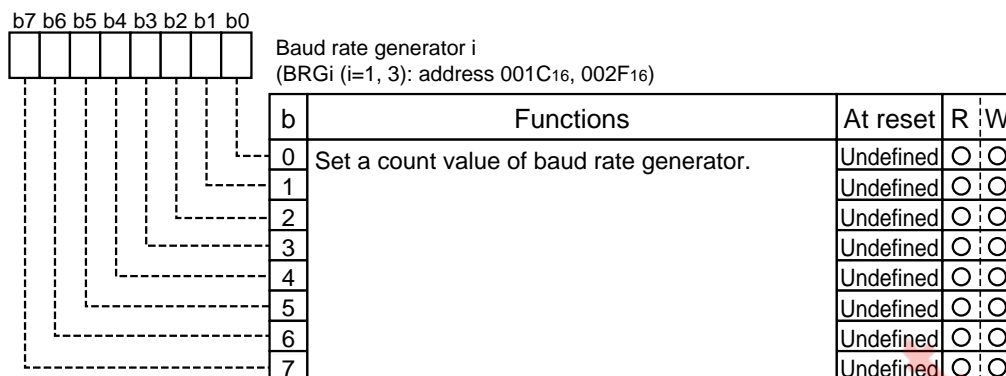 b7 b6 b5 b4 b3 b2 b1 b0
Baud rate generator i
(BRGi (i=1, 3): address 001C16, 002F16)
b Functions At reset R W
0 Set a count value of baud rate generator. Undefined O O
1 Undefined O O
2 Undefined O O
3 Undefined O O
4 Undefined O O
5 Undefined O O
6 Undefined O O
7 Undefined O O